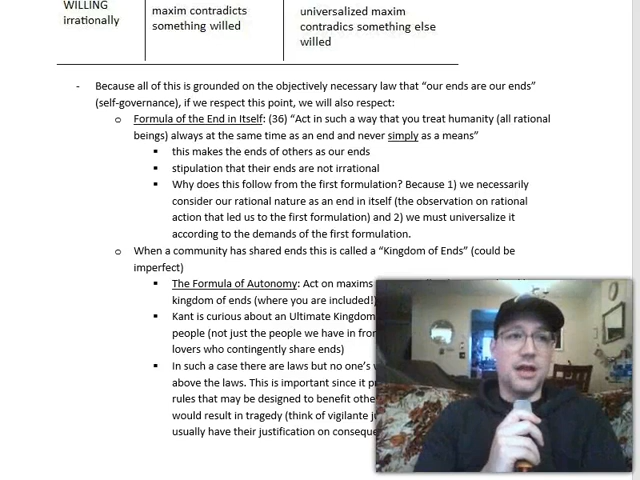 WILLING
irrationally
maxim contradicts
something willed
universalized maxim
contradics something else
willed
- Because all of this is grounded on the objectively necessary law that “our ends are our ends”
(self-governance), if we respect this point, we will also respect:
o Formula of the End in Itself: (36) “Act in such a way that you treat humanity (all rational
beings) always at the same time as an end and never simply as a means”
▪ this makes the ends of others as our ends
▪ stipulation that their ends are not irrational
▪ Why does this follow from the first formulation? Because 1) we necessarily
consider our rational nature as an end in itself (the observation on rational
action that led us to the first formulation) and 2) we must universalize it
according to the demands of the first formulation.
o When a community has shared ends this is called a “Kingdom of Ends” (could be
imperfect)
▪ The Formula of Autonomy: Act on maxims
kingdom of ends (where you are included!)
▪ Kant is curious about an Ultimate Kingdom
people (not just the people we have in
lovers who contingently share ends)
▪ In such a case there are laws but no one’s
above the laws. This is important since it
rules that may be designed to benefit
would result in tragedy (think of vigilante
usually have their justification on